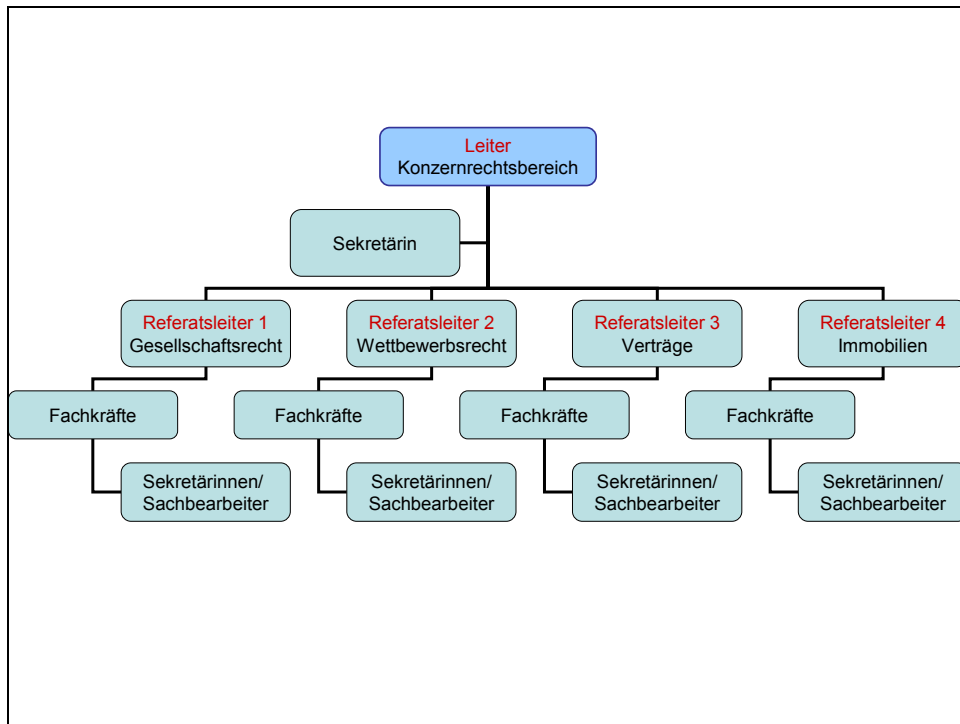 Leiter
Konzernrechtsbereich
Sekretärin
Referatsleiter 1
Gesellschaftsrecht
Referatsleiter 2
Wettbewerbsrecht
Referatsleiter 3
Verträge
Referatsleiter 4
Immobilien
Fachkräfte
Fachkräfte
Fachkräfte
Fachkräfte
Sekretärinnen/
Sachbearbeiter
Sekretärinnen/
Sachbearbeiter
Sekretärinnen/
Sachbearbeiter
Sekretärinnen/
Sachbearbeiter